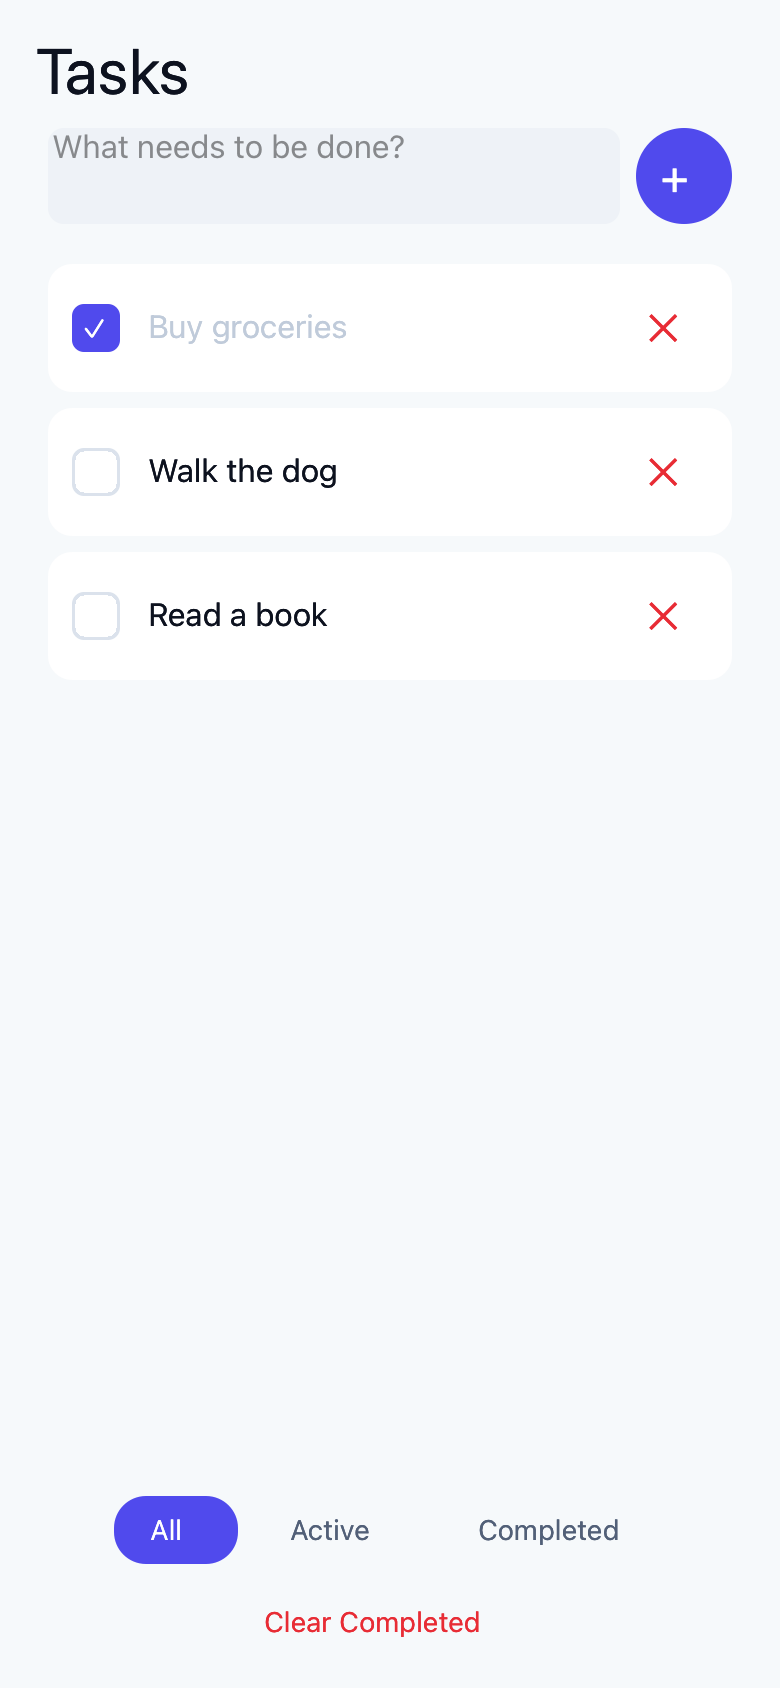 Tasks
What needs to be done?
+
Buy groceries
Walk the dog
Read a book
All Active Completed
Clear Completed